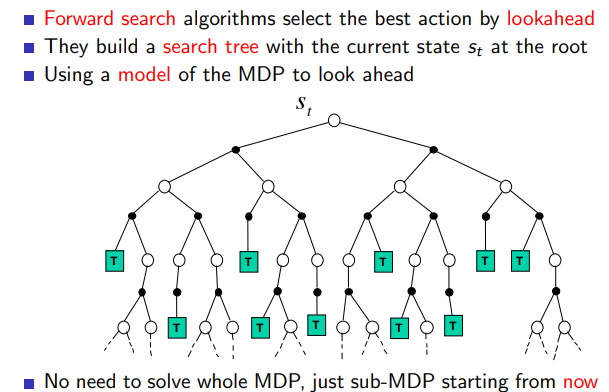 Forward search algorithms select the best action by lookahead
They build a search tree with the current state sₜ at the root
Using a model of the MDP to look ahead
sₜ
T T T T T
T T T T T
No need to solve whole MDP, just sub-MDP starting from now